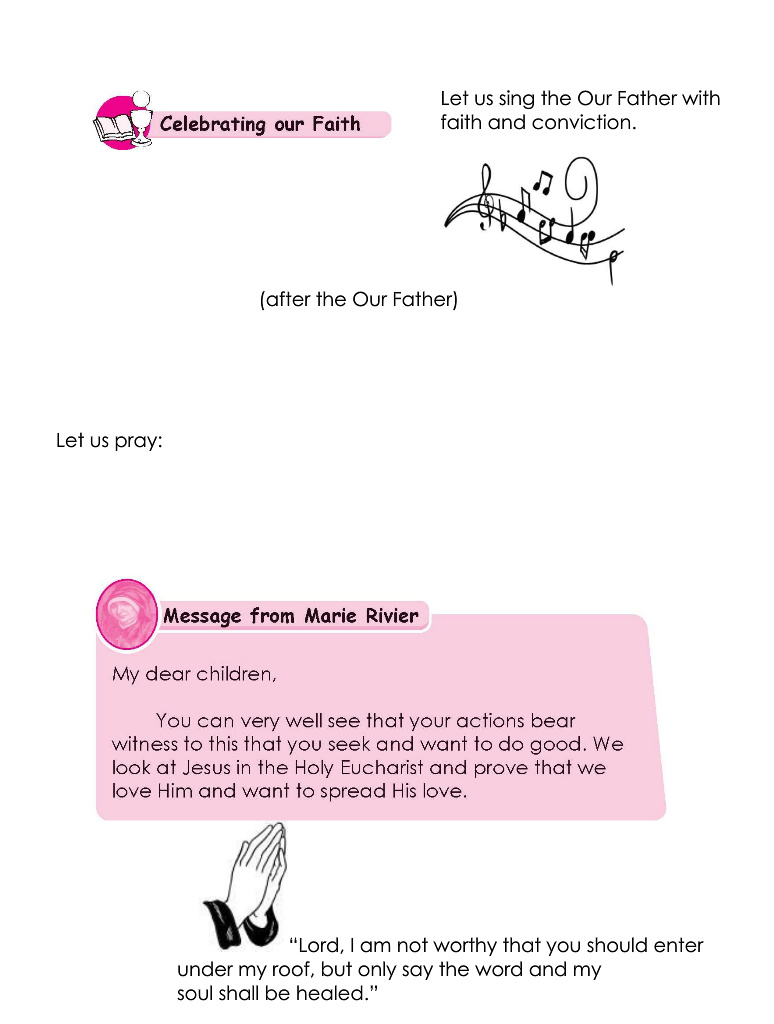 Celebrating our Faith
Let us sing the Our Father with
faith and conviction.
(after the Our Father)
Let us pray:
Message from Marie Rivier
My dear children,
You can very well see that your actions bear
witness to this that you seek and want to do good. We
look at Jesus in the Holy Eucharist and prove that we
love Him and want to spread His love.
“Lord, I am not worthy that you should enter
under my roof, but only say the word and my
soul shall be healed.”